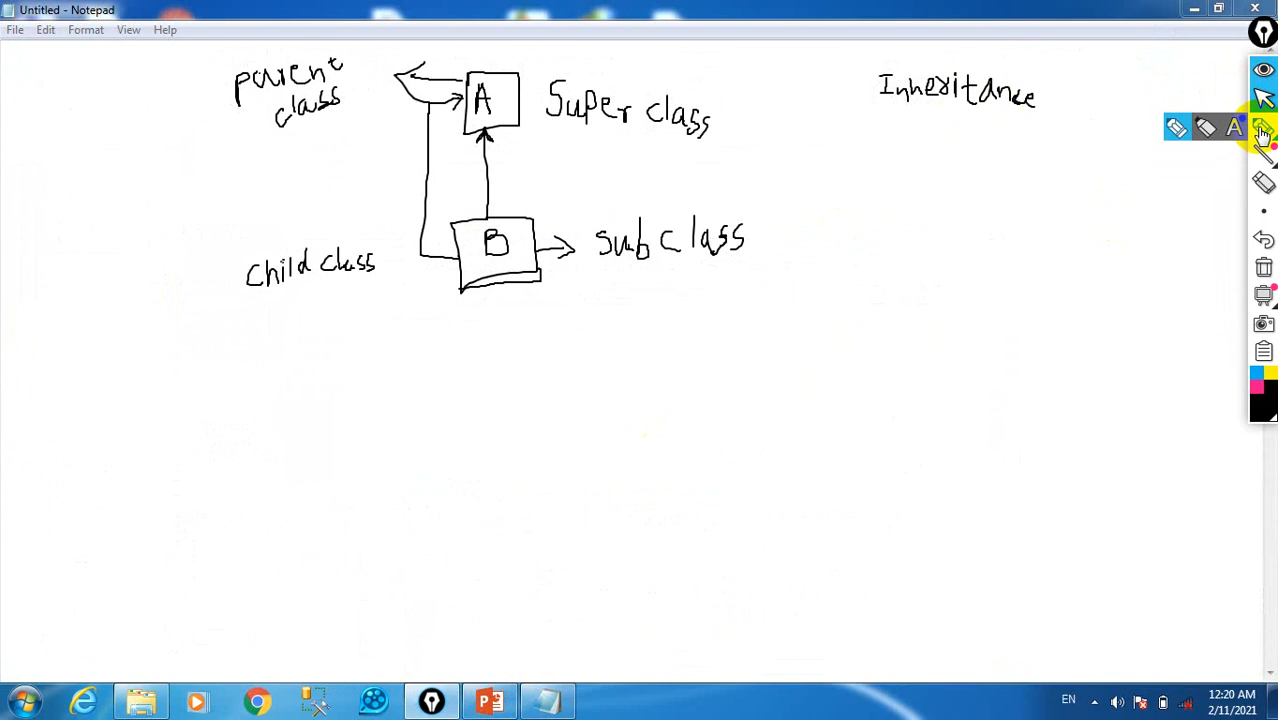 Untitled - Notepad
File Edit Format View Help
parent
class
A
Super class
Inheritance
A
B
sub class
child class
EN
12:20 AM
2/11/2021